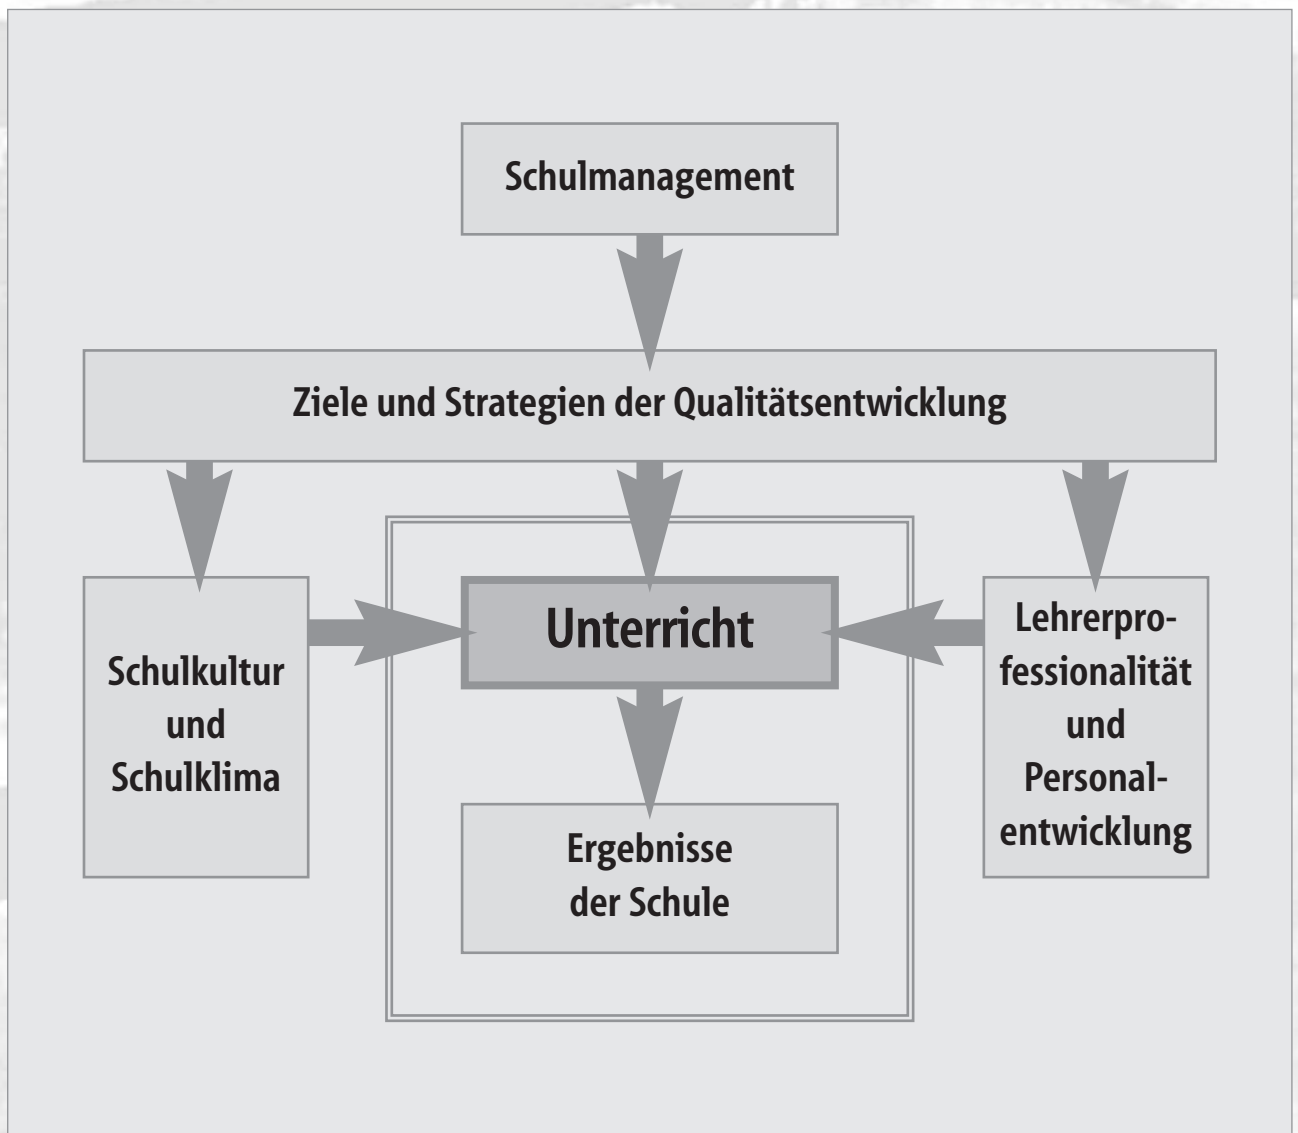 Schulmanagement
Ziele und Strategien der Qualitätsentwicklung
Schulkultur
und
Schulklima
Unterricht
Ergebnisse
der Schule
Lehrerpro-
fessionalität
und
Personal-
entwicklung